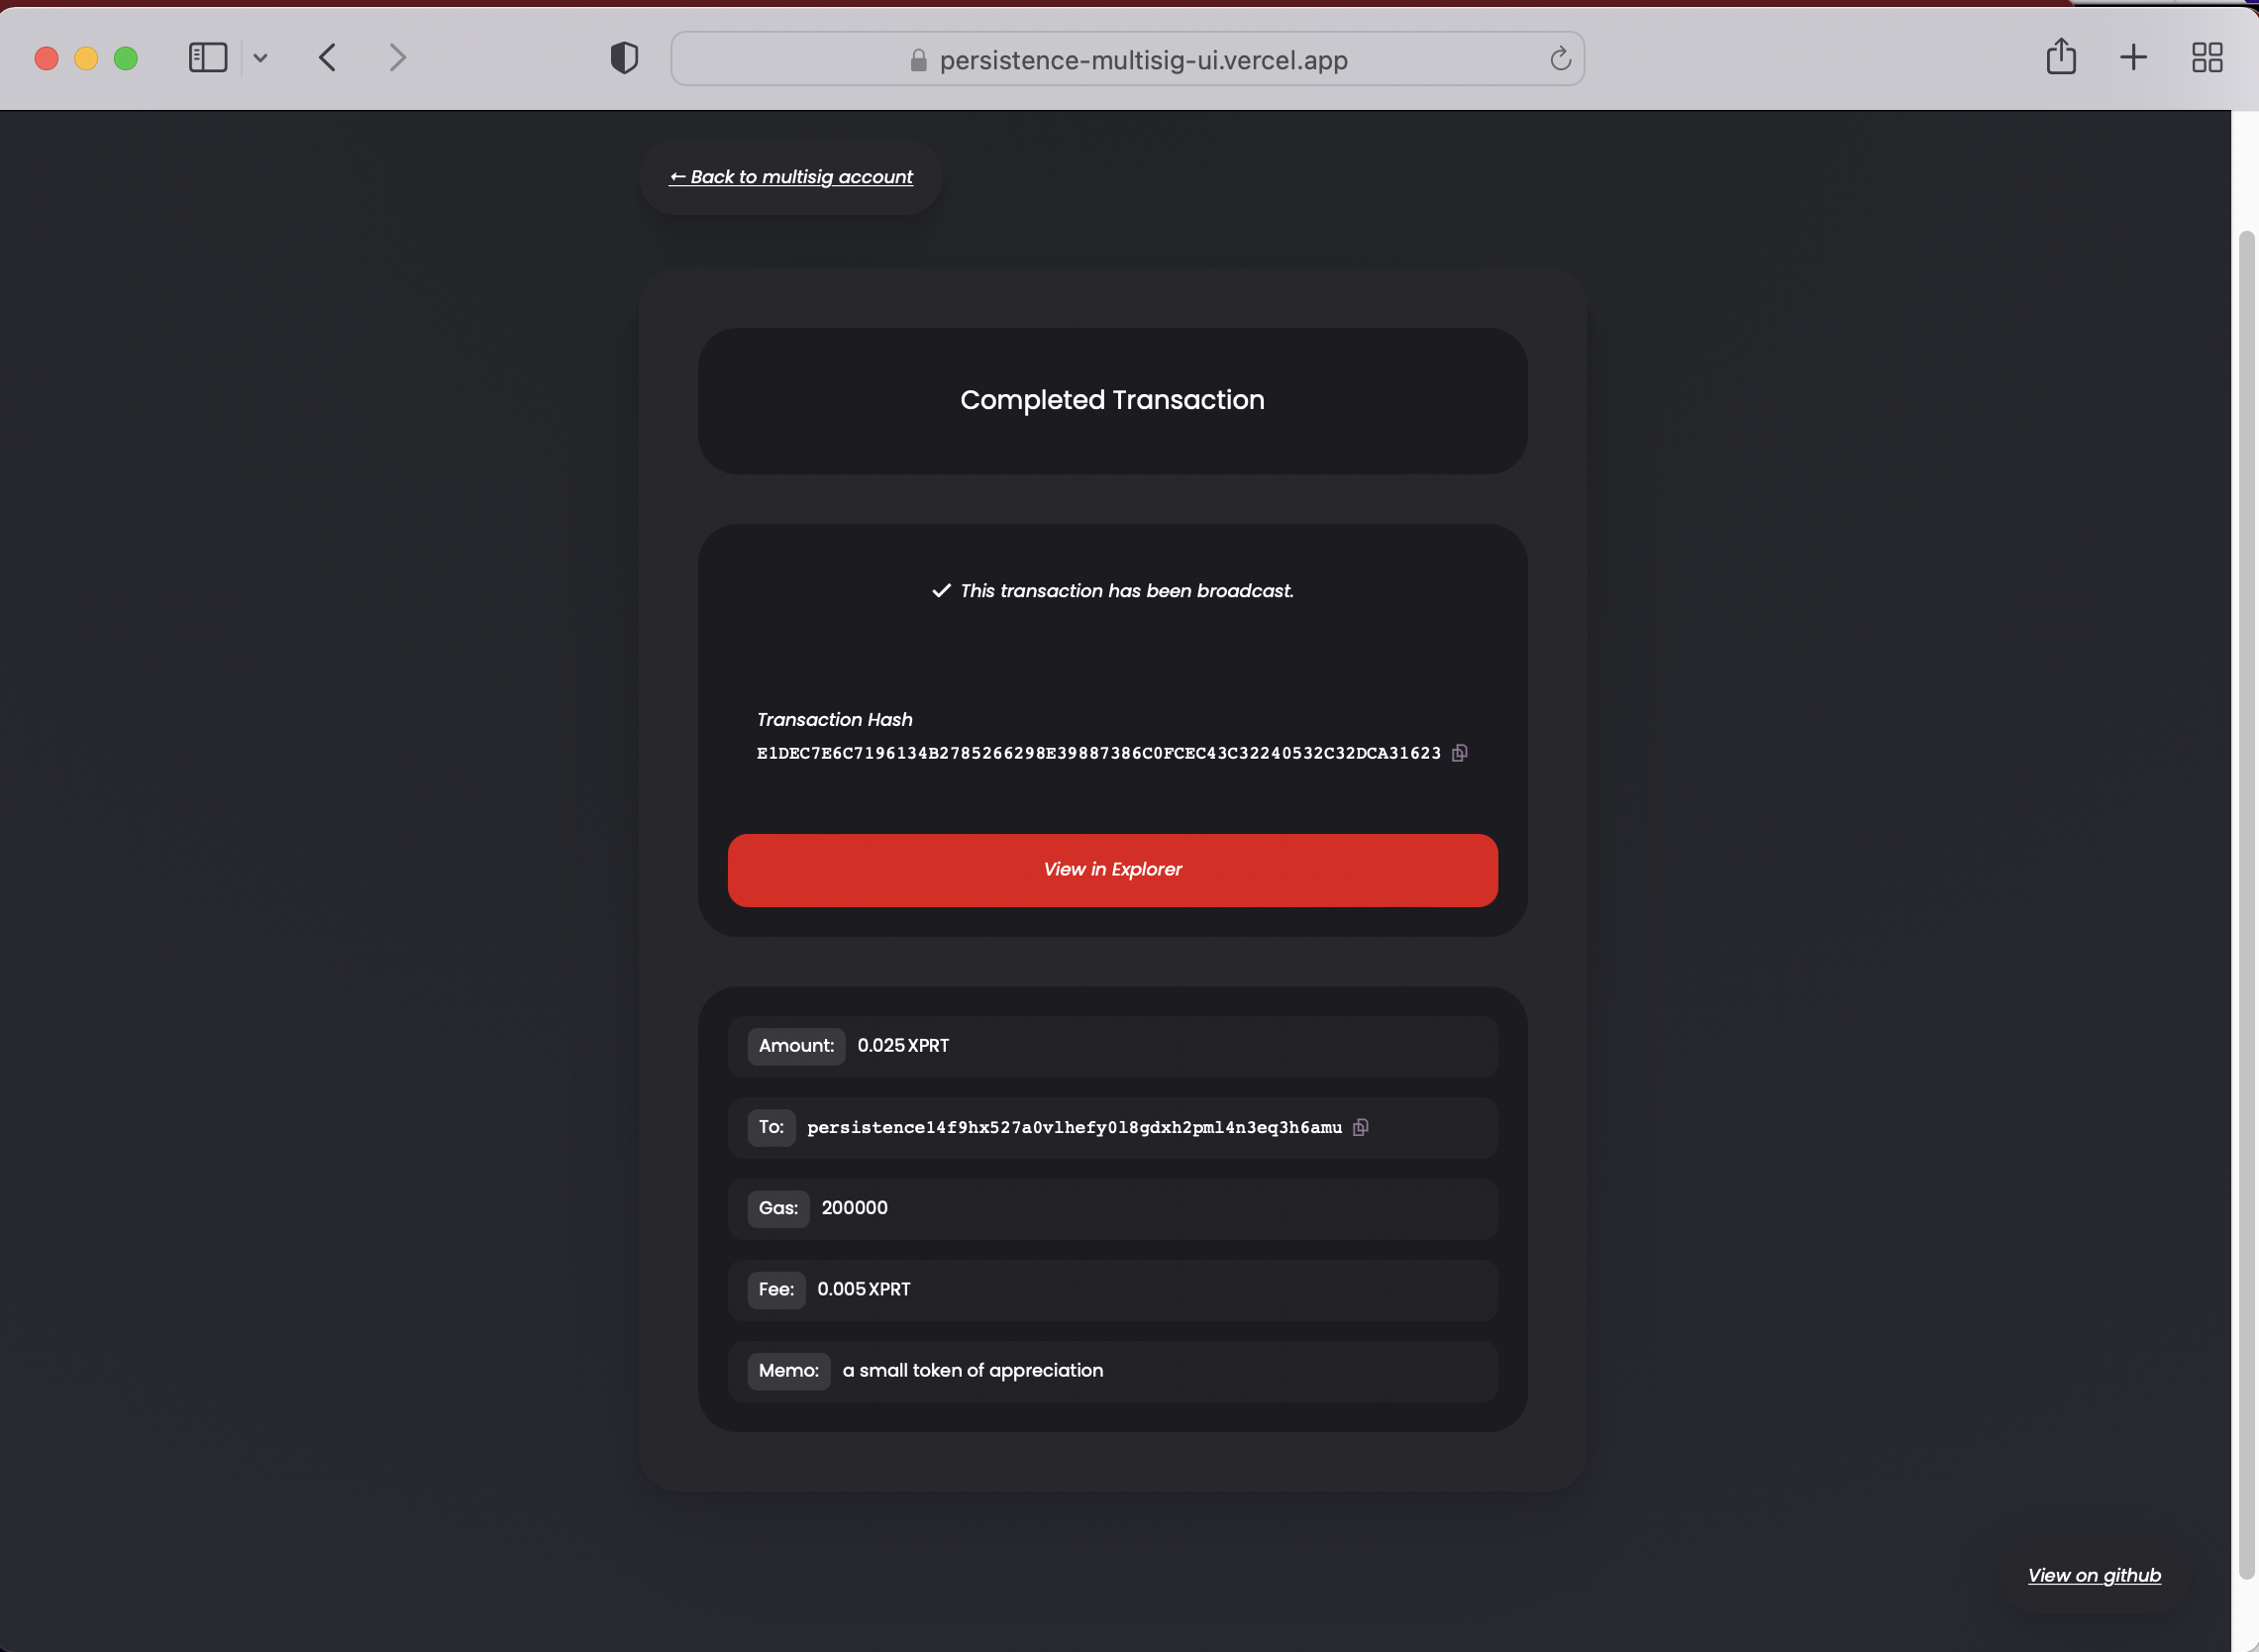 persistence-multisig-ui.vercel.app
← Back to multisig account
Completed Transaction
This transaction has been broadcast.
Transaction Hash
E1DEC7E6C7196134B2785266298E39887386C0FCEC43C32240532C32DCA31623
View in Explorer
Amount: 0.025 XPRT
To: persistence14f9hx527a0vlhefy0l8gdxh2pml4n3eq3h6amu
Gas: 200000
Fee: 0.005 XPRT
Memo: a small token of appreciation
View on github